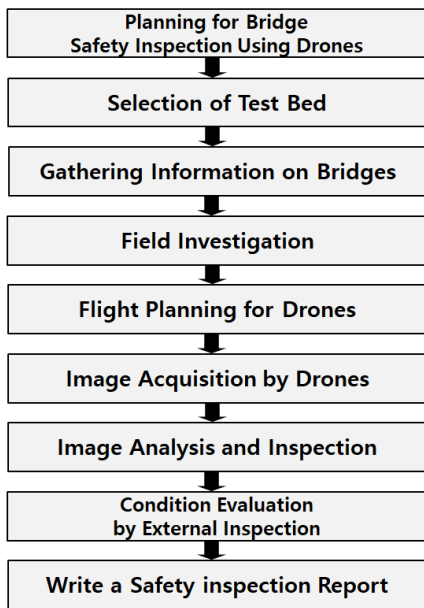 Planning for Bridge
Safety Inspection Using Drones
Selection of Test Bed
Gathering Information on Bridges
Field Investigation
Flight Planning for Drones
Image Acquisition by Drones
Image Analysis and Inspection
Condition Evaluation
by External Inspection
Write a Safety inspection Report